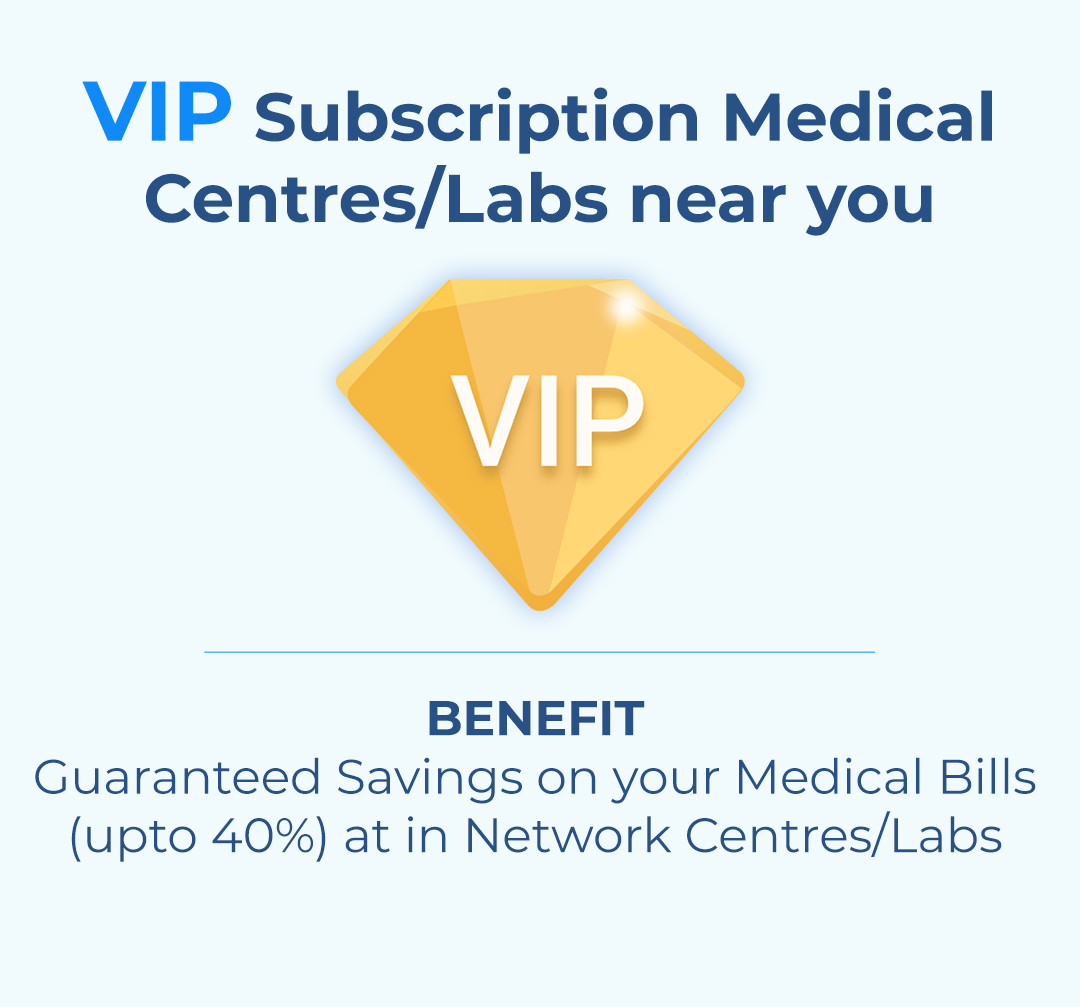 VIP Subscription Medical
Centres/Labs near you
VIP
BENEFIT
Guaranteed Savings on your Medical Bills
(upto 40%) at in Network Centres/Labs